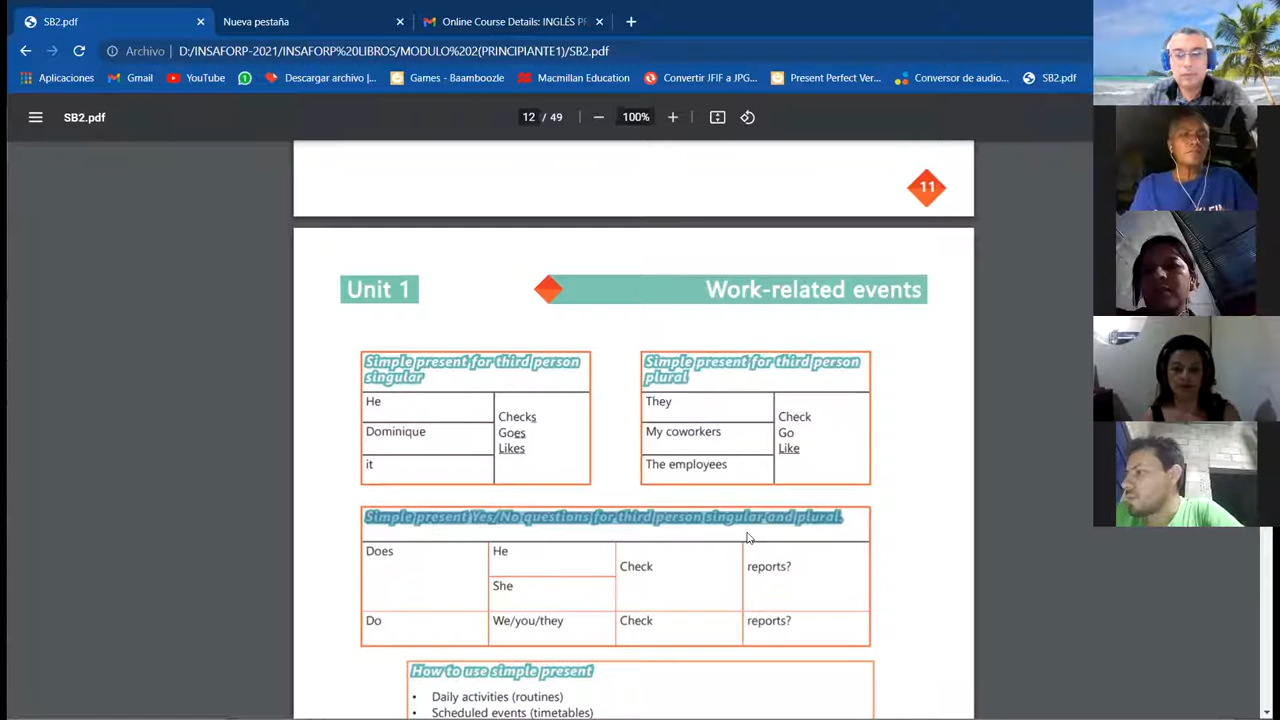 SB2.pdf
Nueva pestaña
Online Course Details: INGLÉS PR
Archivo
D:/INSAFORP-2021/INSAFORP%20LIBROS/MODULO%202(PRINCIPIANTE1)/SB2.pdf
Aplicaciones
Gmail
YouTube
Descargar archivo |...
Games - Baamboozle
Macmillan Education
Convertir JFIF a JPG...
Present Perfect Ver...
Conversor de audio...
SB2.pdf
SB2.pdf
12 / 49
100%
11
Unit 1
Work-related events
Simple present for third person
singular
He
Dominique
it
Checks
Goes
Likes
Simple present for third person
plural
They
My coworkers
The employees
Check
Go
Like
Simple present Yes/No questions for third person singular and plural.
Does
He
She
Check
reports?
Do
We/you/they
Check
reports?
How to use simple present
• Daily activities (routines)
• Scheduled events (timetables)